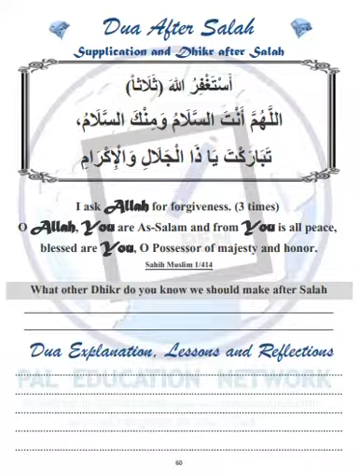 Dua After Salah
Supplication and Dhikr after Salah
أَسْتَغْفِرُ اللهَ (ثَلَاثاً)
اللَّهُمَّ أَنْتَ السَّلَامُ وَمِنْكَ السَّلَامُ،
تَبَارَكْتَ يَا ذَا الْجَلَالِ وَالْإِكْرَامِ
I ask Allah for forgiveness. (3 times)
O Allah, You are As-Salam and from You is all peace,
blessed are You, O Possessor of majesty and honor.
Sahih Muslim 1/414
What other Dhikr do you know we should make after Salah
Dua Explanation, Lessons and Reflections
PAL EDUCATION NETWORK
60